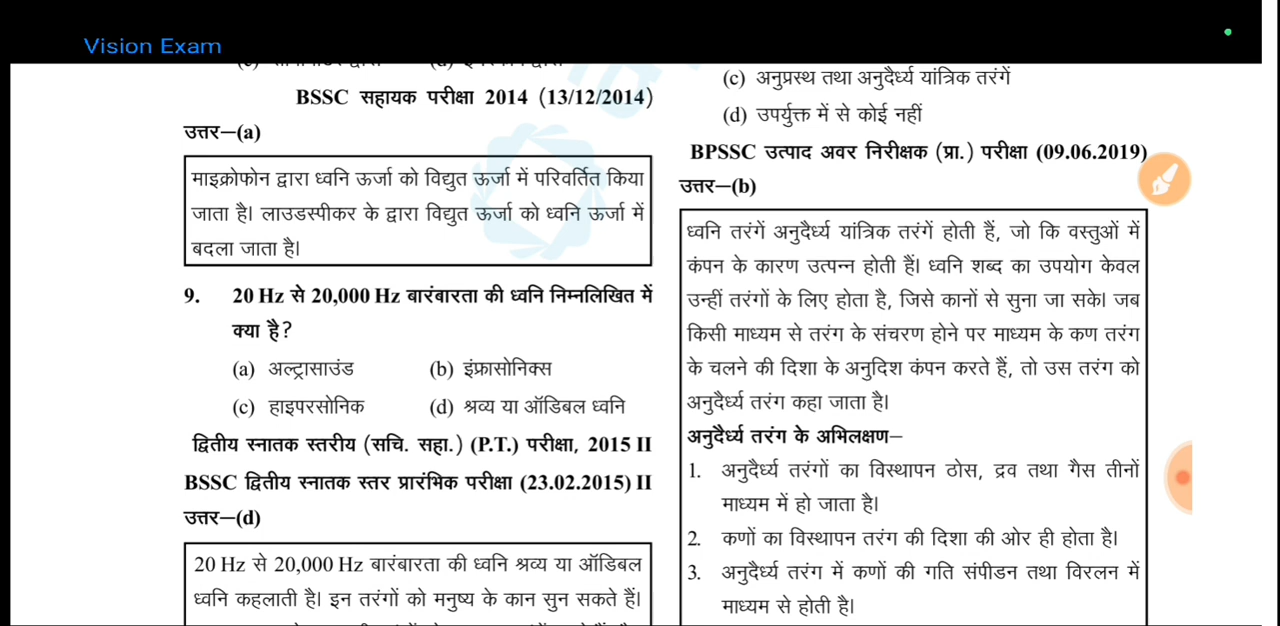 Vision Exam
BSSC सहायक परीक्षा 2014 (13/12/2014)
उत्तर–(a)
माइक्रोफोन द्वारा ध्वनि ऊर्जा को विद्युत ऊर्जा में परिवर्तित किया
जाता है। लाउडस्पीकर के द्वारा विद्युत ऊर्जा को ध्वनि ऊर्जा में
बदला जाता है।
9. 20 Hz से 20,000 Hz बारंबारता की ध्वनि निम्नलिखित में
क्या है?
(a) अल्ट्रासाउंड (b) इंफ्रासोनिक्स
(c) हाइपरसोनिक (d) श्रव्य या ऑडिबल ध्वनि
द्वितीय स्नातक स्तरीय (सचि. सहा.) (P.T.) परीक्षा, 2015 II
BSSC द्वितीय स्नातक स्तर प्रारंभिक परीक्षा (23.02.2015) II
उत्तर–(d)
20 Hz से 20,000 Hz बारंबारता की ध्वनि श्रव्य या ऑडिबल
ध्वनि कहलाती है। इन तरंगों को मनुष्य के कान सुन सकते हैं।
(c) अनुप्रस्थ तथा अनुदैर्ध्य यांत्रिक तरंगें
(d) उपर्युक्त में से कोई नहीं
BPSSC उत्पाद अवर निरीक्षक (प्रा.) परीक्षा (09.06.2019)
उत्तर–(b)
ध्वनि तरंगें अनुदैर्ध्य यांत्रिक तरंगें होती हैं, जो कि वस्तुओं में
कंपन के कारण उत्पन्न होती हैं। ध्वनि शब्द का उपयोग केवल
उन्हीं तरंगों के लिए होता है, जिसे कानों से सुना जा सके। जब
किसी माध्यम से तरंग के संचरण होने पर माध्यम के कण तरंग
के चलने की दिशा के अनुदिश कंपन करते हैं, तो उस तरंग को
अनुदैर्ध्य तरंग कहा जाता है।
अनुदैर्ध्य तरंग के अभिलक्षण–
1. अनुदैर्ध्य तरंगों का विस्थापन ठोस, द्रव तथा गैस तीनों
माध्यम में हो जाता है।
2. कणों का विस्थापन तरंग की दिशा की ओर ही होता है।
3. अनुदैर्ध्य तरंग में कणों की गति संपीडन तथा विरलन में
माध्यम से होती है।